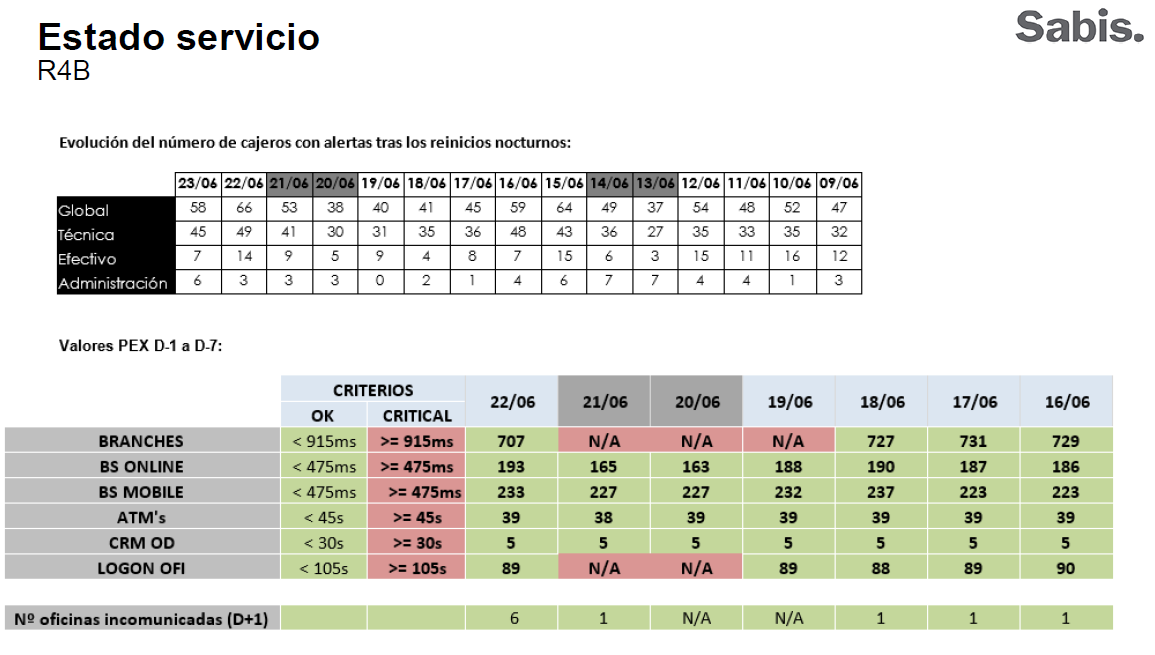 Estado servicio
Sabis.
R4B
Evolución del número de cajeros con alertas tras los reinicios nocturnos:
23/06 22/06 21/06 20/06 19/06 18/06 17/06 16/06 15/06 14/06 13/06 12/06 11/06 10/06 09/06
Global 58 66 53 38 40 41 45 59 64 49 37 54 48 52 47
Técnica 45 49 41 30 31 35 36 48 43 36 27 35 33 35 32
Efectivo 7 14 9 5 9 4 8 7 15 6 3 15 11 16 12
Administración 6 3 3 3 0 2 1 4 6 7 7 4 4 1 3
Valores PEX D-1 a D-7:
CRITERIOS 22/06 21/06 20/06 19/06 18/06 17/06 16/06
OK CRITICAL
BRANCHES < 915ms >= 915ms 707 N/A N/A N/A 727 731 729
BS ONLINE < 475ms >= 475ms 193 165 163 188 190 187 186
BS MOBILE < 475ms >= 475ms 233 227 227 232 237 223 223
ATM's < 45s >= 45s 39 38 39 39 39 39 39
CRM OD < 30s >= 30s 5 5 5 5 5 5 5
LOGON OFI < 105s >= 105s 89 N/A N/A 89 88 89 90
Nº oficinas incomunicadas (D+1) 6 1 N/A N/A 1 1 1